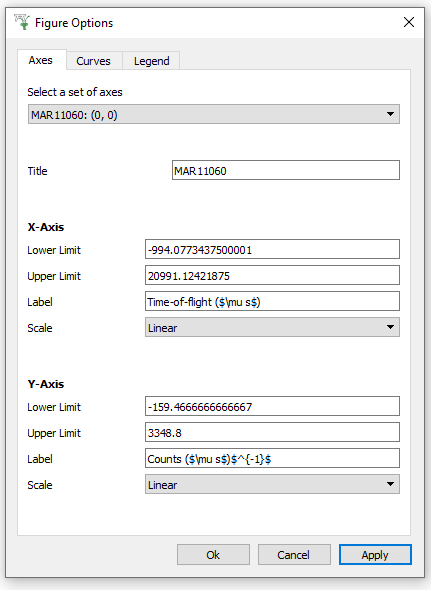 Figure Options
Axes Curves Legend
Select a set of axes
MAR11060: (0, 0)
Title MAR11060
X-Axis
Lower Limit -994.0773437500001
Upper Limit 20991.12421875
Label Time-of-flight ($\mu s$)
Scale Linear
Y-Axis
Lower Limit -159.4666666666667
Upper Limit 3348.8
Label Counts ($\mu s$)$^{-1}$
Scale Linear
Ok Cancel Apply